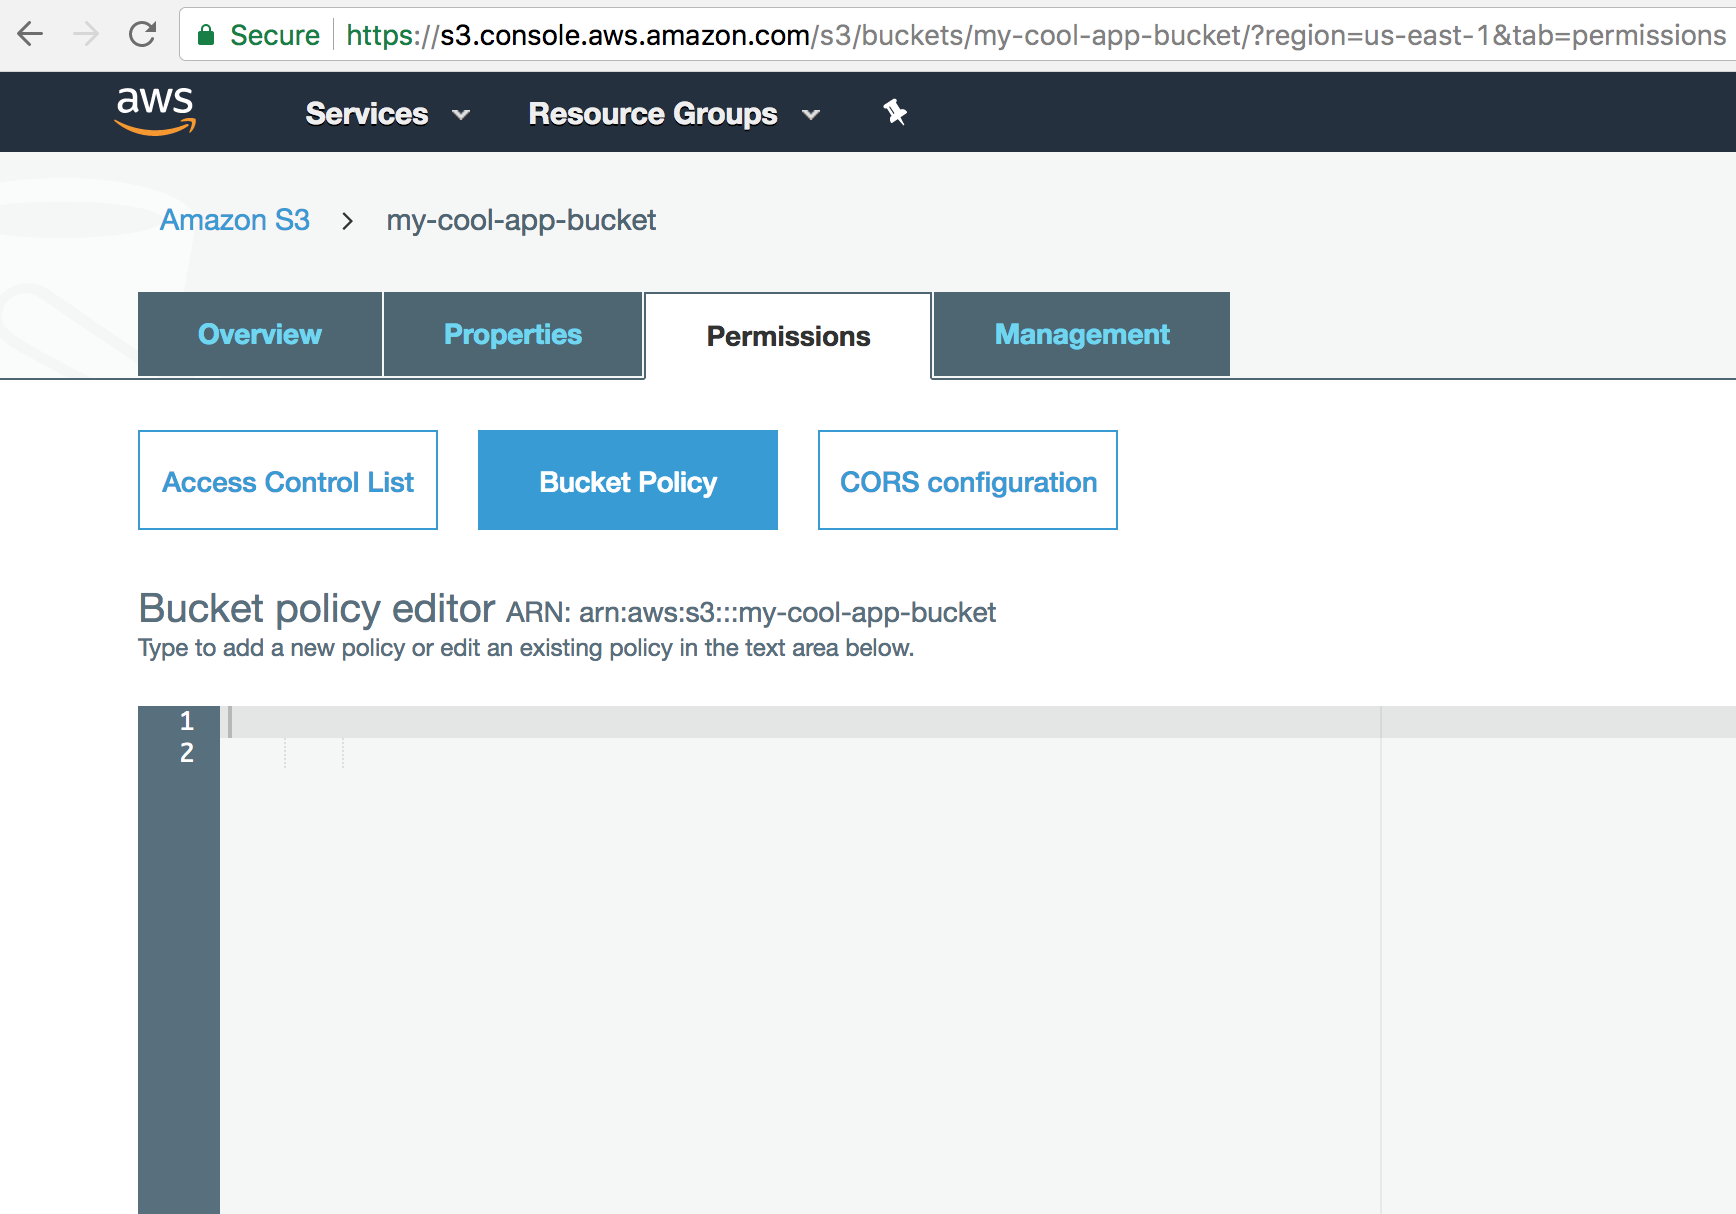 Secure https://s3.console.aws.amazon.com/s3/buckets/my-cool-app-bucket/?region=us-east-1&tab=permissions
aws Services Resource Groups
Amazon S3 > my-cool-app-bucket
Overview Properties Permissions Management
Access Control List Bucket Policy CORS configuration
Bucket policy editor ARN: arn:aws:s3:::my-cool-app-bucket
Type to add a new policy or edit an existing policy in the text area below.
1
2